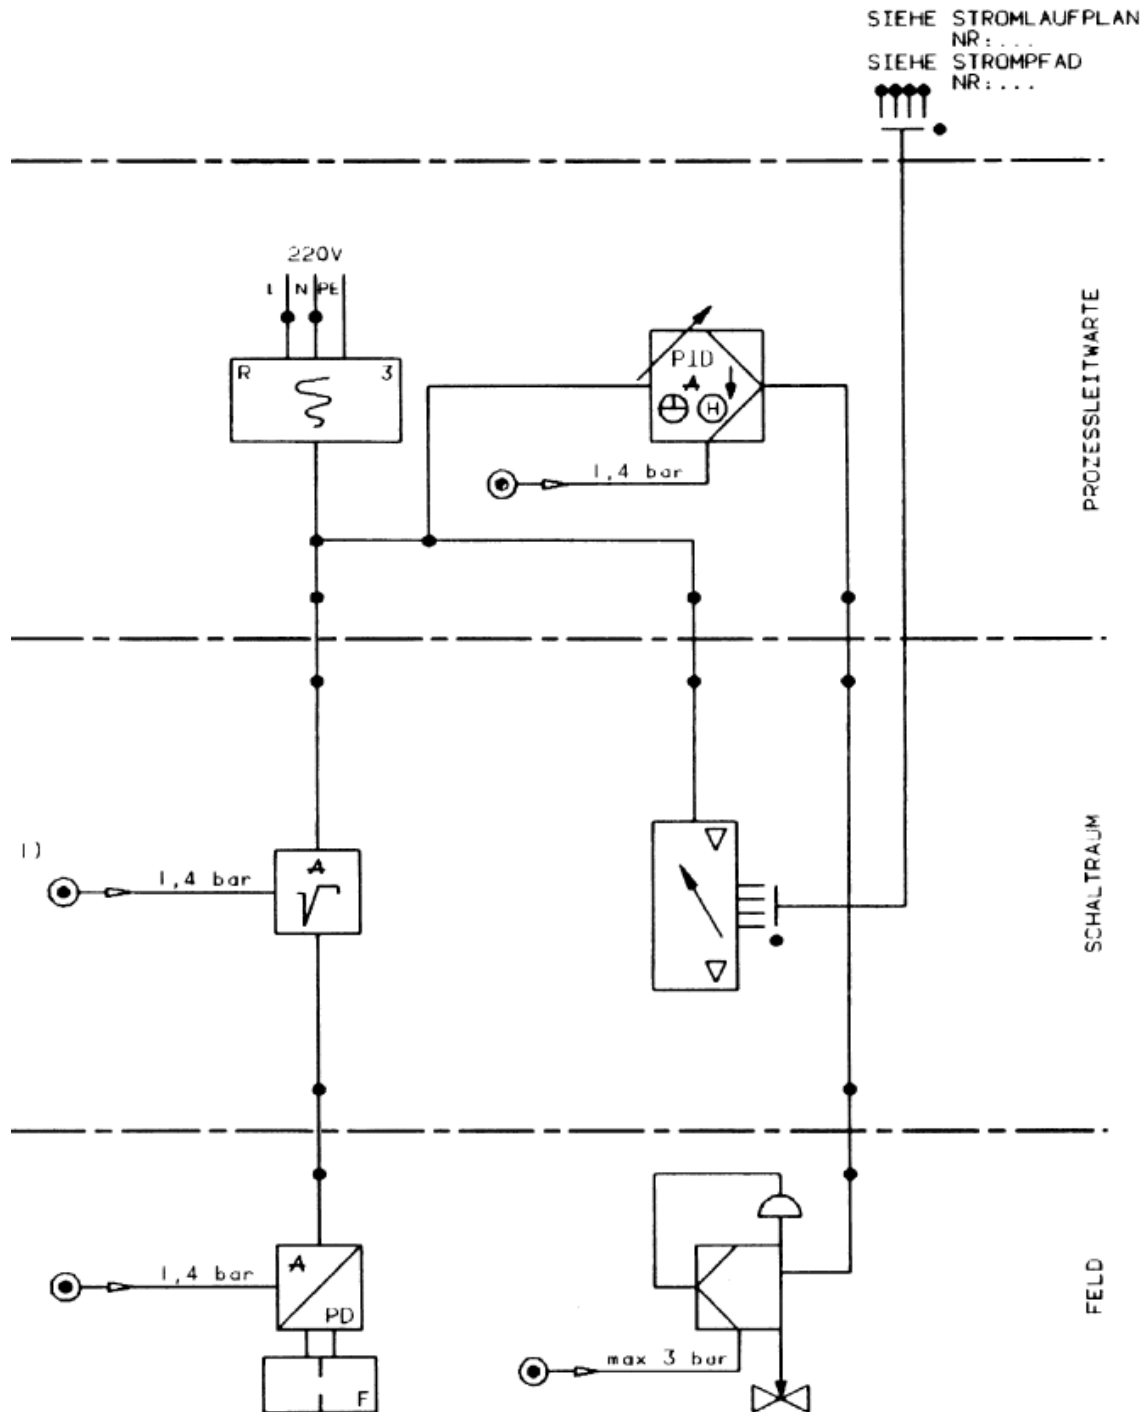 SIEHE STROMLAUFPLAN
NR:...
SIEHE STROMPFAD
NR:...
220V
L N PE
R 3
PID
A
H
1,4 bar
PROZESSLEITWARTE
1)
A
1,4 bar
SCHALTRAUM
A
1,4 bar
PD
F
max 3 bar
FELD